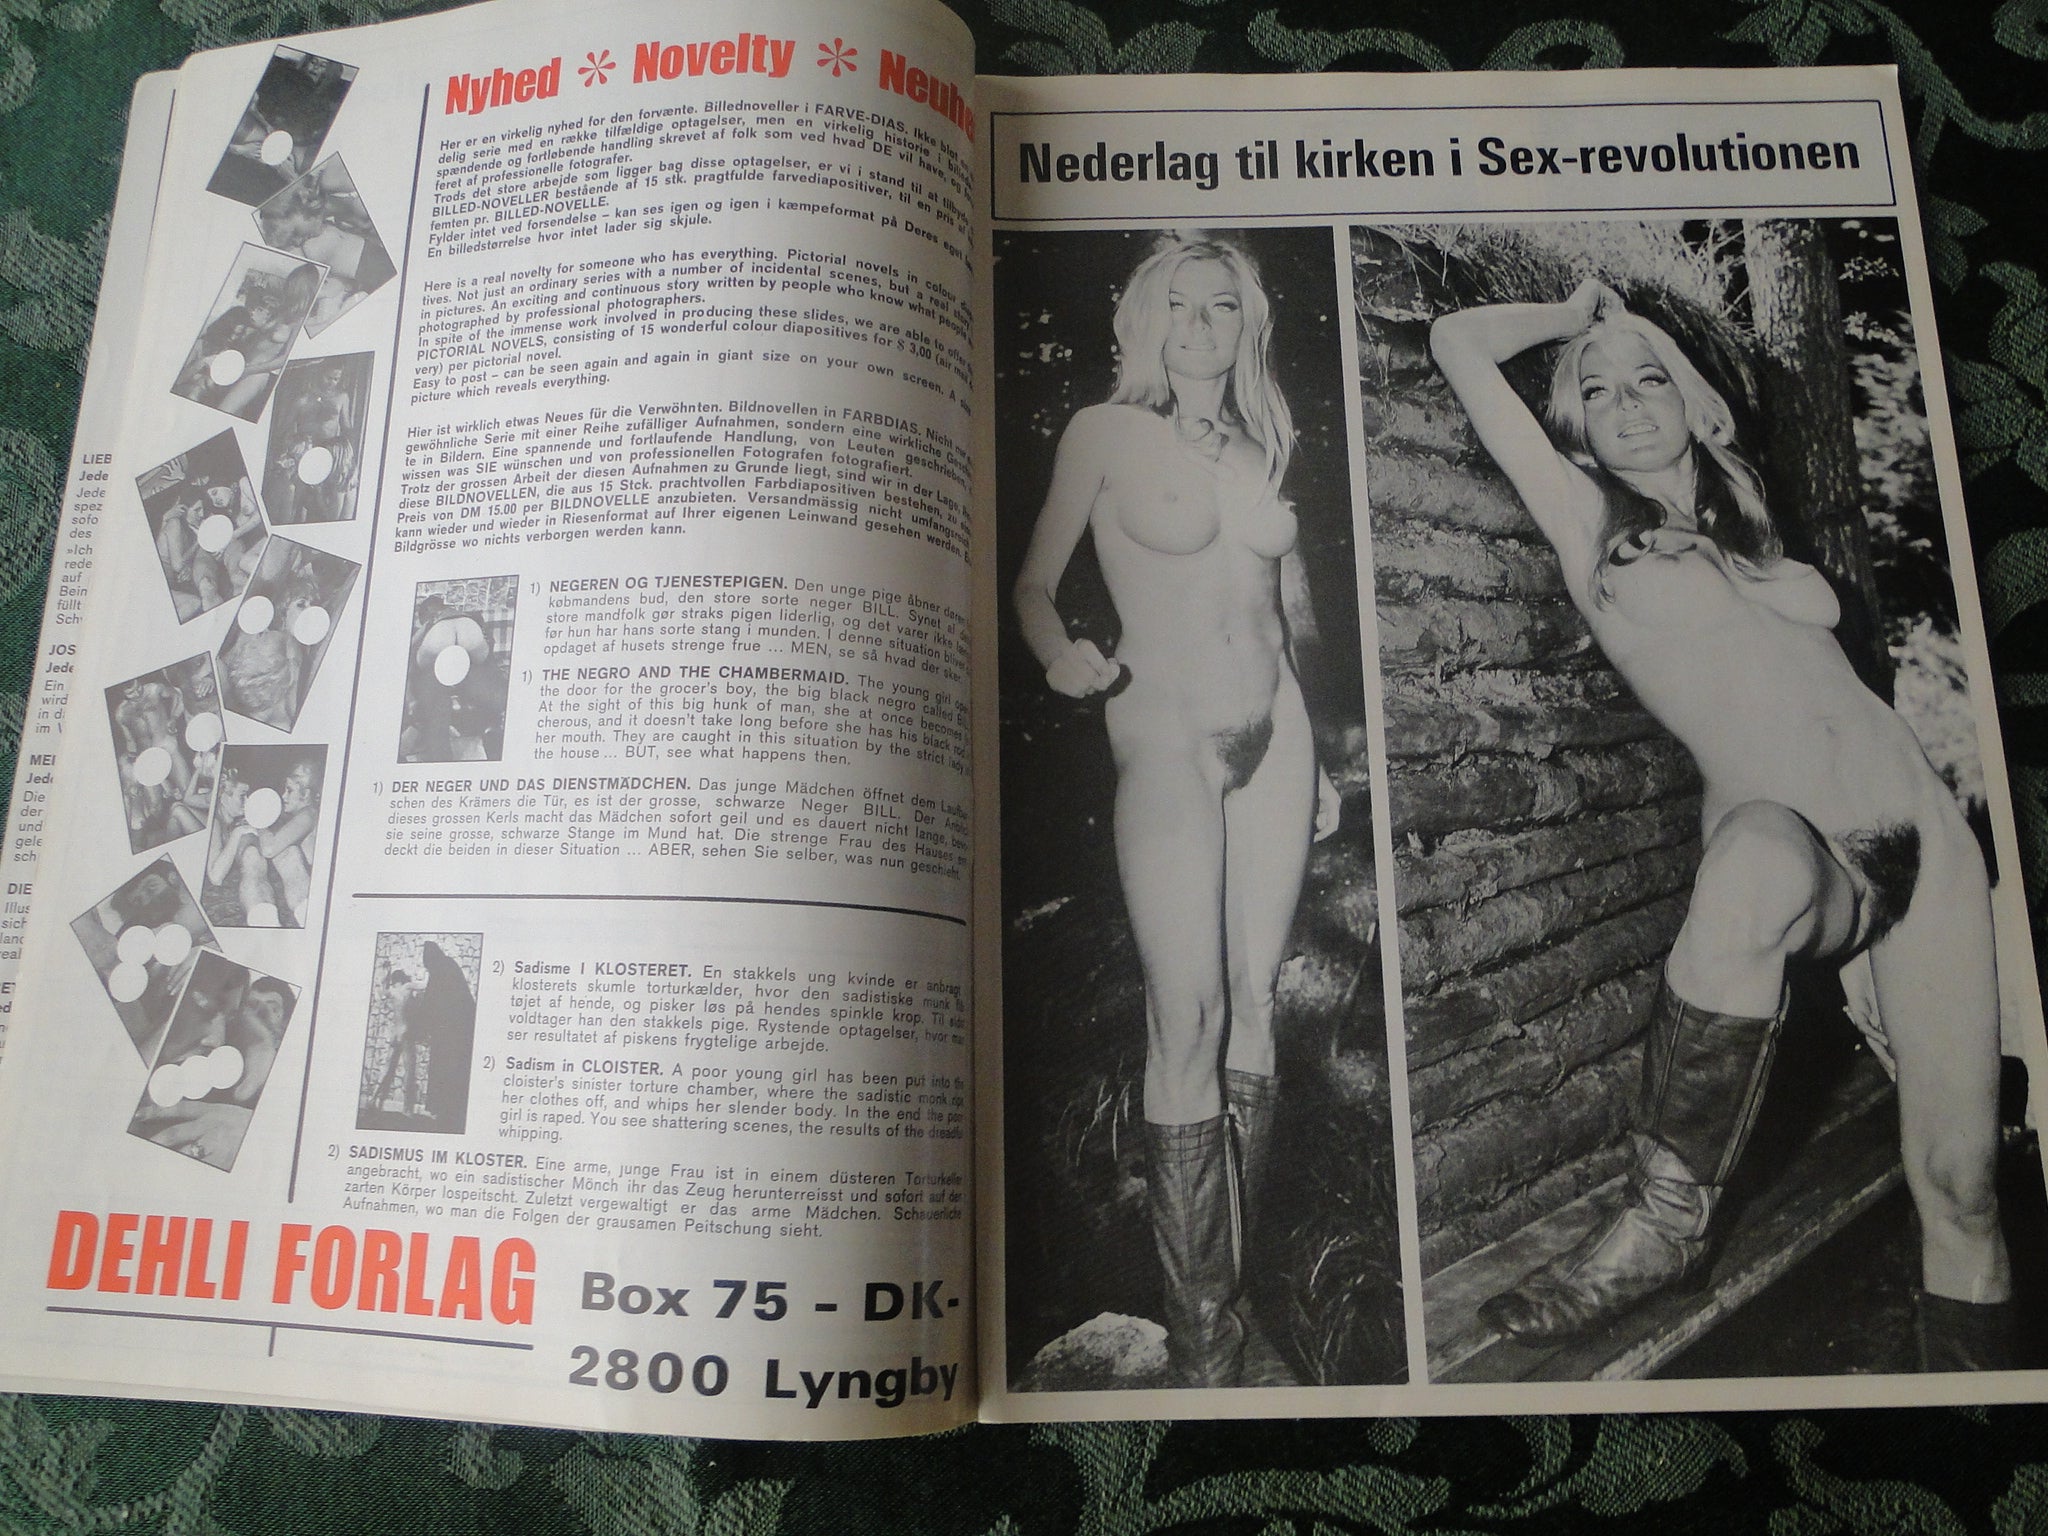 Nyhed * Novelty *
Her er en virkelig nyhed for den forvænte. Billednoveller i FARVE-DIAS. Ikke blot
delig serie med en række tilfældige optagelser, men en virkelig historie i
spændende og fortløbende handling skrevet af folk som ved hvad DE vil have, og
feret af professionelle fotografer.
Trods det store arbejde som ligger bag disse optagelser, er vi i stand til at tilbyde
BILLED-NOVELLER bestående af 15 stk. pragtfulde farvediapositiver, til en pris af
femten pr. BILLED-NOVELLE.
Fylder intet ved forsendelse – kan ses igen og igen i kæmpeformat på Deres eget
En billedstørrelse hvor intet lader sig skjule.
Here is a real novelty for someone who has everything. Pictorial novels in colour
tives. Not just an ordinary series with a number of incidental scenes, but a real story
in pictures. An exciting and continuous story written by people who know what people
photographed by professional photographers.
In spite of the immense work involved in producing these slides, we are able to offer
PICTORIAL NOVELS, consisting of 15 wonderful colour diapositives for $ 3,00 (air mail
very) per pictorial novel.
Easy to post – can be seen again and again in giant size on your own screen. A
picture which reveals everything.
Hier ist wirklich etwas Neues für die Verwöhnten. Bildnovellen in FARBDIAS. Nicht nur
gewöhnliche Serie mit einer Reihe zufälliger Aufnahmen, sondern eine wirkliche
te in Bildern. Eine spannende und fortlaufende Handlung, von Leuten geschrieben,
wissen was SIE wünschen und von professionellen Fotografen fotografiert.
Trotz der grossen Arbeit der diesen Aufnahmen zu Grunde liegt, sind wir in der Lage,
diese BILDNOVELLEN, die aus 15 Stck. prachtvollen Farbdiapositiven bestehen, zu
Preis von DM 15.00 per BILDNOVELLE anzubieten. Versandmässig nicht
kann wieder und wieder in Riesenformat auf Ihrer eigenen Leinwand gesehen werden.
Bildgrösse wo nichts verborgen werden kann.
1) NEGEREN OG TJENESTEPIGEN. Den unge pige åbner døren
købmandens bud, den store sorte neger BILL. Synet af
store mandfolk gør straks pigen liderlig, og det varer ikke
før hun har hans sorte stang i munden. I denne situation bliver
opdaget af husets strenge frue ... MEN, se så hvad der sker
1) THE NEGRO AND THE CHAMBERMAID. The young girl
the door for the grocer's boy, the big black negro called
At the sight of this big hunk of man, she at once becomes
cherous, and it doesn't take long before she has his black rod
her mouth. They are caught in this situation by the strict lady
the house ... BUT, see what happens then.
1) DER NEGER UND DAS DIENSTMÄDCHEN. Das junge Mädchen öffnet dem
schen des Krämers die Tür, es ist der grosse, schwarze Neger BILL. Der
dieses grossen Kerls macht das Mädchen sofort geil und es dauert nicht lange,
sie seine grosse, schwarze Stange im Mund hat. Die strenge Frau des Hauses
deckt die beiden in dieser Situation ... ABER, sehen Sie selber, was nun geschieht.
2) Sadisme I KLOSTERET. En stakkels ung kvinde er anbragt
klosterets skumle torturkælder, hvor den sadistiske munk
tøjet af hende, og pisker løs på hendes spinkle krop. Til sidst
voldtager han den stakkels pige. Rystende optagelser, hvor man
ser resultatet af piskens frygtelige arbejde.
2) Sadism in CLOISTER. A poor young girl has been put into the
cloister's sinister torture chamber, where the sadistic monk rips
her clothes off, and whips her slender body. In the end the poor
girl is raped. You see shattering scenes, the results of the dreadful
whipping.
2) SADISMUS IM KLOSTER. Eine arme, junge Frau ist in einem düsteren Torturkeller
angebracht, wo ein sadistischer Mönch ihr das Zeug herunterreisst und sofort auf den
zarten Körper lospeitscht. Zuletzt vergewaltigt er das arme Mädchen. Schauerliche
Aufnahmen, wo man die Folgen der grausamen Peitschung sieht.
DEHLI FORLAG
Box 75 – DK-
2800 Lyngby
Nederlag til kirken i Sex-revolutionen